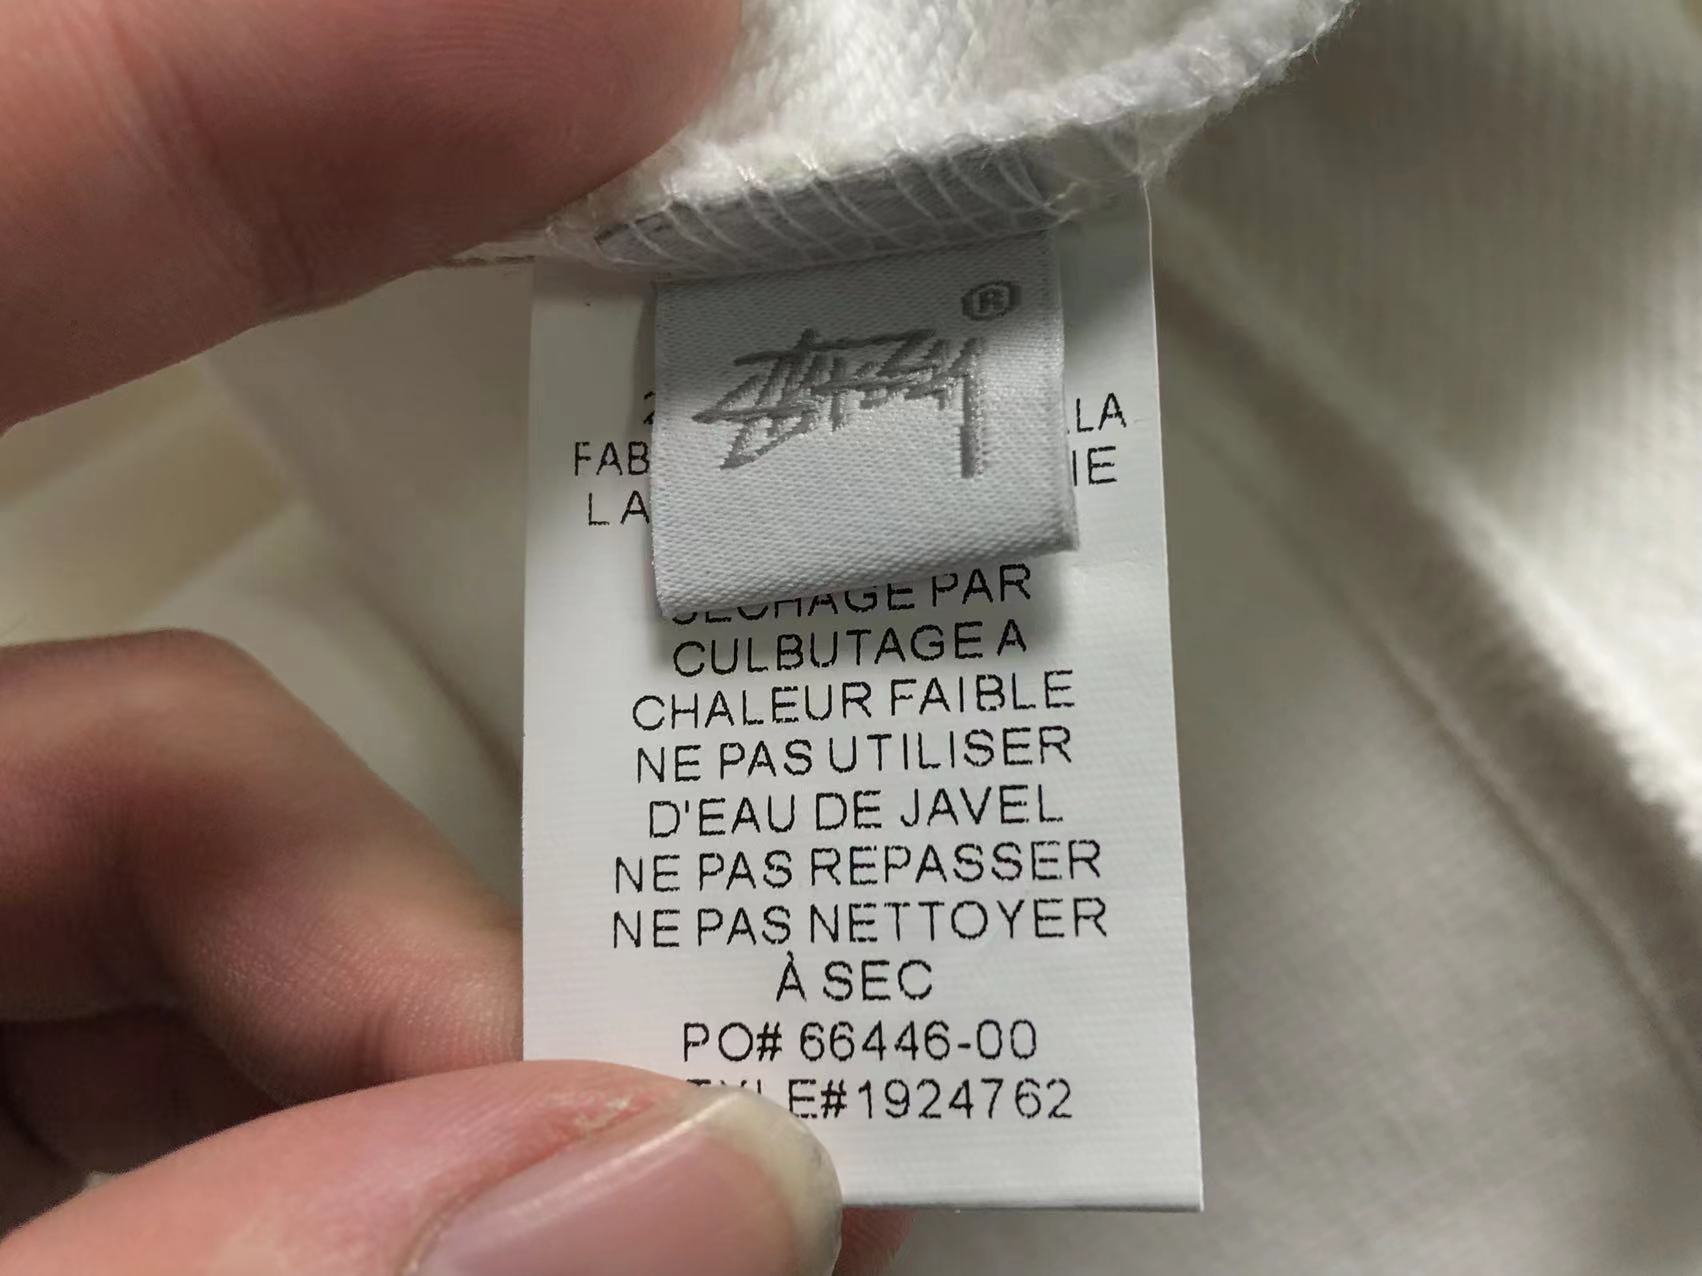 Stüssy ®
LA
FAB IE
LA
SÉCHAGE PAR
CULBUTAGE A
CHALEUR FAIBLE
NE PAS UTILISER
D'EAU DE JAVEL
NE PAS REPASSER
NE PAS NETTOYER
À SEC
PO# 66446-00
STYLE#1924762